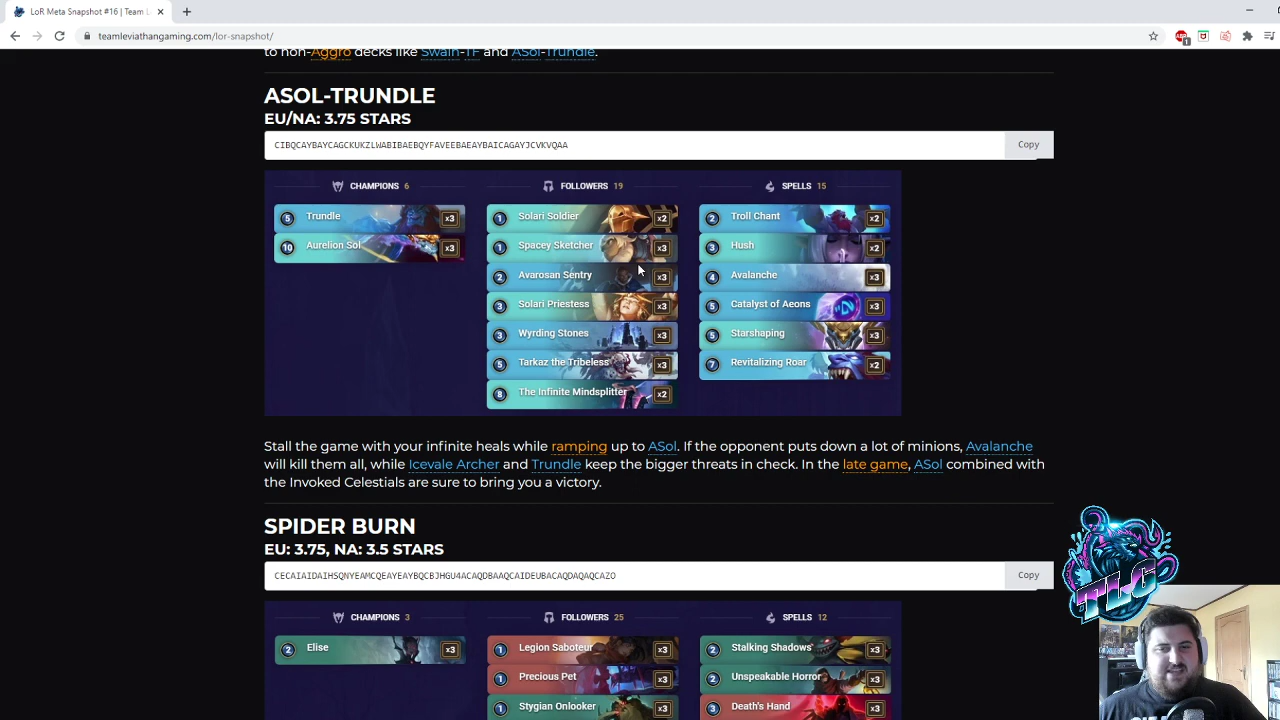 LoR Meta Snapshot #16 | Team L
teamleviathangaming.com/lor-snapshot/
to non-Aggro decks like Swain-TF and ASol-Trundle.
ASOL-TRUNDLE
EU/NA: 3.75 STARS
CIBQCAYBAYCAGCKUKZLWABIBAEBQYFAVEEBAEAYBAICAGAYJCVKVQAA
Copy
CHAMPIONS 6
5 Trundle x3
10 Aurelion Sol x3
FOLLOWERS 19
1 Solari Soldier x2
1 Spacey Sketcher x3
2 Avarosan Sentry x3
3 Solari Priestess x3
3 Wyrding Stones x3
5 Tarkaz the Tribeless x3
8 The Infinite Mindsplitter x2
SPELLS 15
2 Troll Chant x2
3 Hush x2
4 Avalanche x3
5 Catalyst of Aeons x3
5 Starshaping x3
7 Revitalizing Roar x2
Stall the game with your infinite heals while ramping up to ASol. If the opponent puts down a lot of minions, Avalanche
will kill them all, while Icevale Archer and Trundle keep the bigger threats in check. In the late game, ASol combined with
the Invoked Celestials are sure to bring you a victory.
SPIDER BURN
EU: 3.75, NA: 3.5 STARS
CECAIAIDAIHSQNYEAMCQEAYEAYBQCBJHGU4ACAQDBAAQCAIDEUBACAQDAQAQCAZO
Copy
CHAMPIONS 3
2 Elise x3
FOLLOWERS 25
1 Legion Saboteur x3
1 Precious Pet x3
1 Stygian Onlooker x3
SPELLS 12
2 Stalking Shadows x3
2 Unspeakable Horror x3
3 Death's Hand x3
TLG